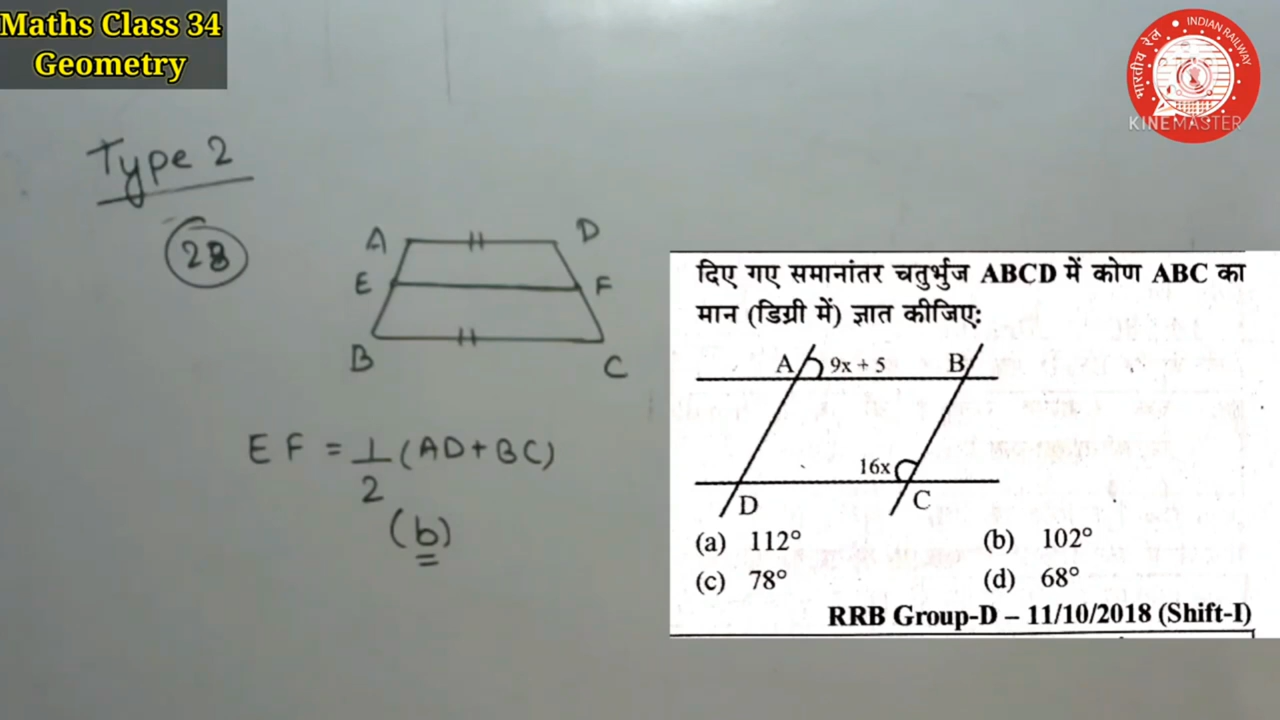 Maths Class 34
Geometry
भारतीय रेल • INDIAN RAILWAY
KINEMASTER
Type 2
28
A D
E F
B C
EF = 1/2 (AD+BC)
(b)
दिए गए समानांतर चतुर्भुज ABCD में कोण ABC का
मान (डिग्री में) ज्ञात कीजिए:
A 9x + 5 B
16x
D C
(a) 112° (b) 102°
(c) 78° (d) 68°
RRB Group-D – 11/10/2018 (Shift-I)